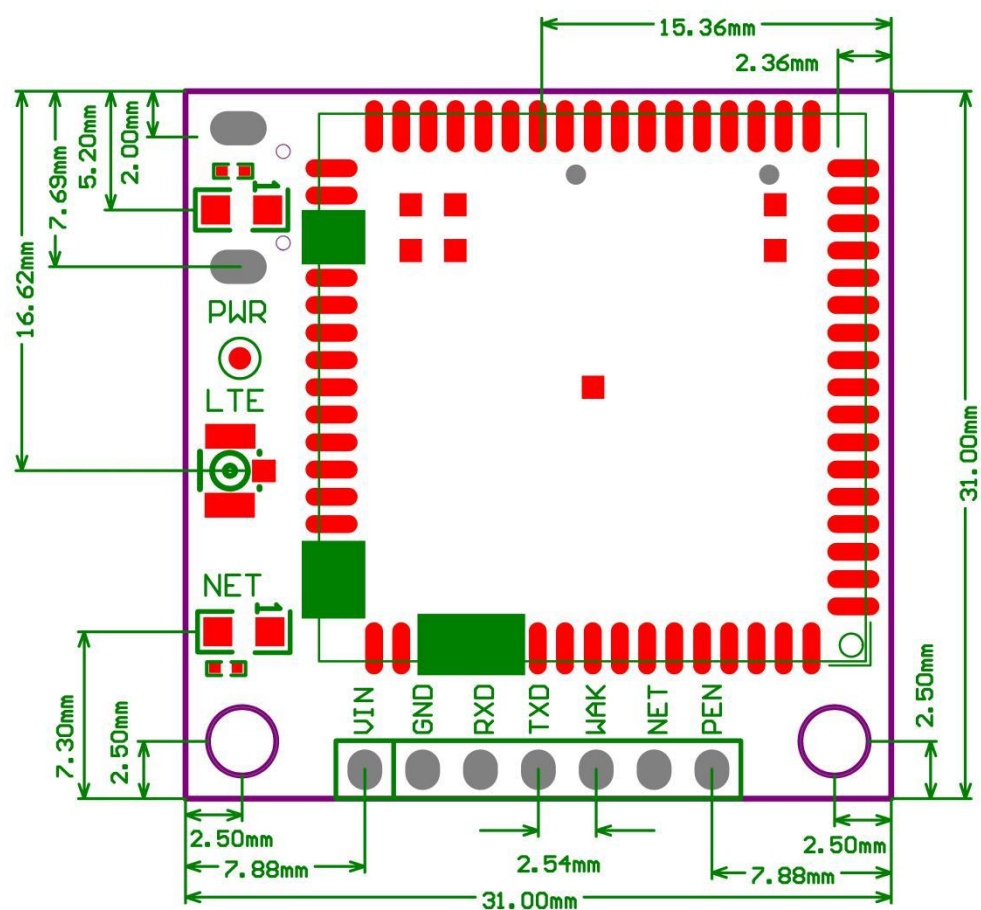 15.36mm
2.36mm
2.00mm
5.20mm
7.69mm
16.62mm
1
PWR
LTE
31.00mm
NET
1
VIN
GND
RXD
TXD
WAK
NET
PEN
7.30mm
2.50mm
2.50mm
2.50mm
2.50mm
7.88mm
2.54mm
7.88mm
31.00mm